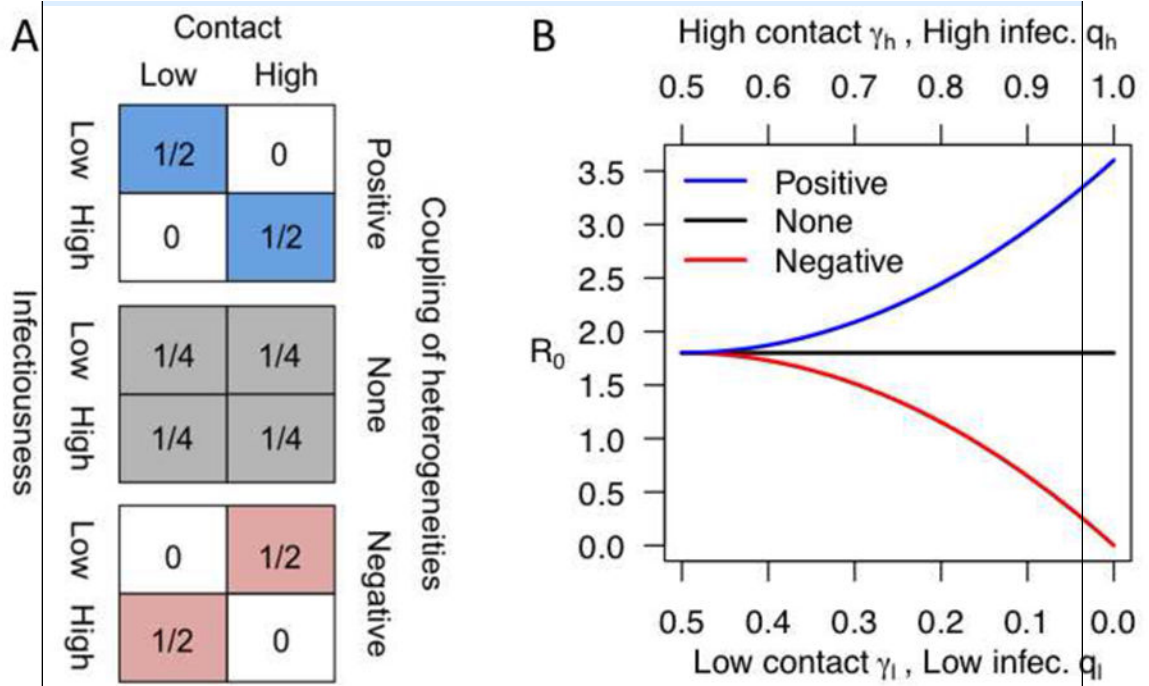 A
Contact
Low High
Infectiousness
Low
High
1/2 0
0 1/2
Positive
Low
High
1/4 1/4
1/4 1/4
None
Low
High
0 1/2
1/2 0
Negative
Coupling of heterogeneities
B
High contact γh , High infec. qh
0.5 0.6 0.7 0.8 0.9 1.0
R0
3.5
3.0
2.5
2.0
1.5
1.0
0.5
0.0
Positive
None
Negative
0.5 0.4 0.3 0.2 0.1 0.0
Low contact γl , Low infec. ql